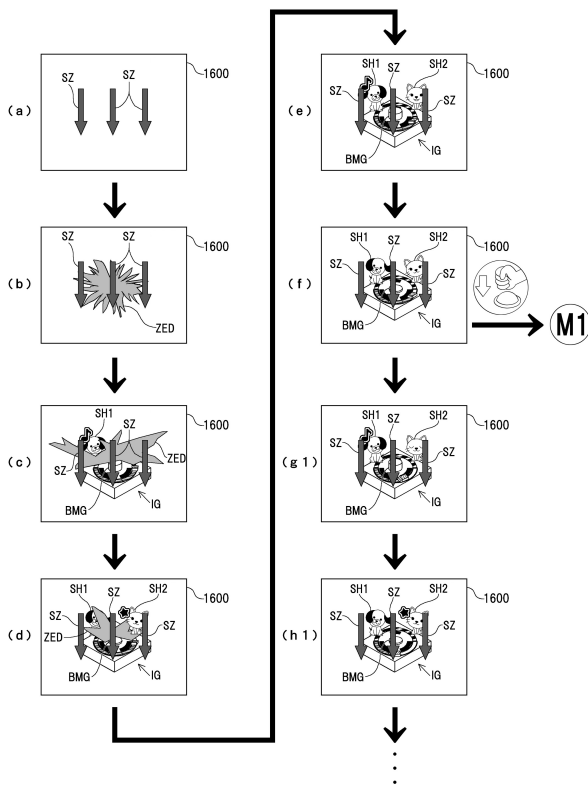 (a)
SZ
SZ
1600
(b)
SZ
SZ
1600
ZED
(c)
SH1
SZ
1600
ZED
SZ
BMG
IG
(d)
SH1
SZ
SH2
1600
SZ
ZED
SZ
BMG
IG
(e)
SH1
SZ
SH2
1600
SZ
SZ
BMG
IG
(f)
SH1
SZ
SH2
1600
SZ
SZ
BMG
IG
M1
(g1)
SH1
SZ
SH2
1600
SZ
SZ
BMG
IG
(h1)
SH1
SZ
SH2
1600
SZ
SZ
BMG
IG